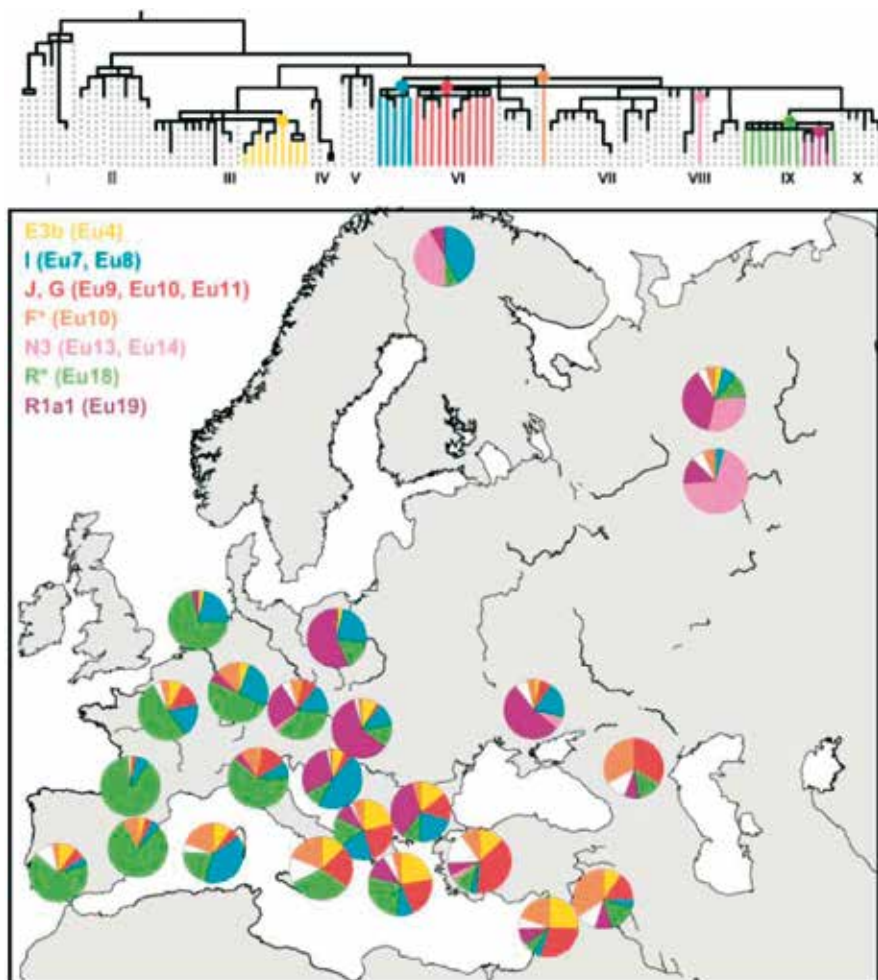 I II III IV V VI VII VIII IX X
E3b (Eu4)
I (Eu7, Eu8)
J, G (Eu9, Eu10, Eu11)
F* (Eu10)
N3 (Eu13, Eu14)
R* (Eu18)
R1a1 (Eu19)